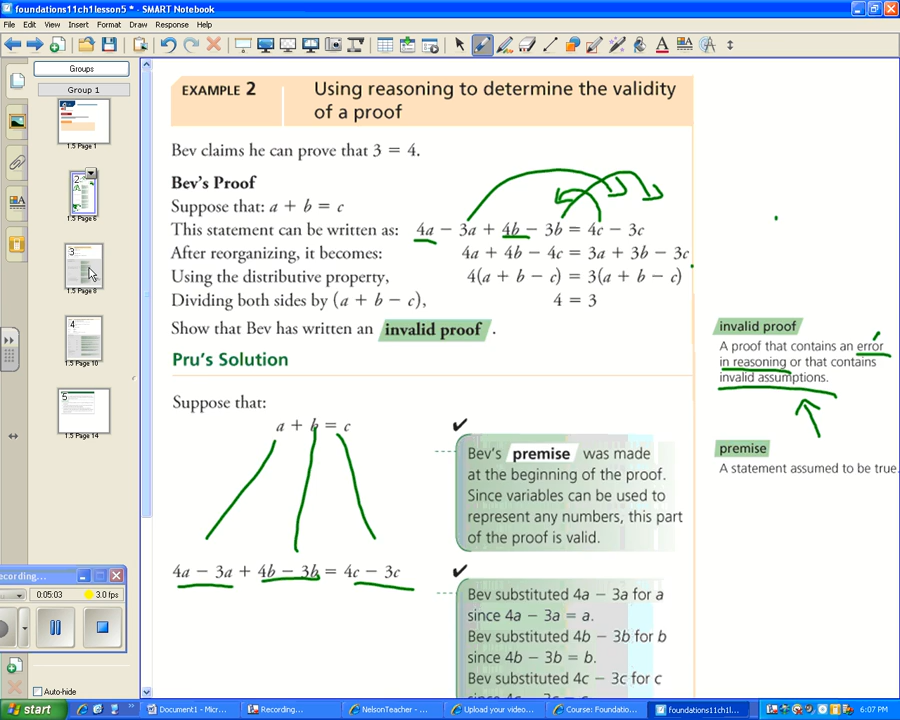 foundations11ch1lesson5 * - SMART Notebook
File Edit View Insert Format Draw Response Help
Groups
Group 1
1.5 Page 1
2
1.5 Page 6
3
1.5 Page 8
4
1.5 Page 10
5
1.5 Page 14
EXAMPLE 2 Using reasoning to determine the validity
of a proof
Bev claims he can prove that 3 = 4.
Bev's Proof
Suppose that: a + b = c
This statement can be written as: 4a − 3a + 4b − 3b = 4c − 3c
After reorganizing, it becomes: 4a + 4b − 4c = 3a + 3b − 3c
Using the distributive property, 4(a + b − c) = 3(a + b − c)
Dividing both sides by (a + b − c), 4 = 3
Show that Bev has written an invalid proof .
Pru's Solution
Suppose that:
a + b = c
✔
Bev's premise was made
at the beginning of the proof.
Since variables can be used to
represent any numbers, this part
of the proof is valid.
4a − 3a + 4b − 3b = 4c − 3c
✔
Bev substituted 4a − 3a for a
since 4a − 3a = a.
Bev substituted 4b − 3b for b
since 4b − 3b = b.
Bev substituted 4c − 3c for c
invalid proof
A proof that contains an error
in reasoning or that contains
invalid assumptions.
premise
A statement assumed to be true.
ecording...
0:05:03 3.0 fps
Auto-hide
start
Document1 - Micr...
Recording...
NelsonTeacher - ...
Upload your video...
Course: Foundatio...
foundations11ch1l...
6:07 PM